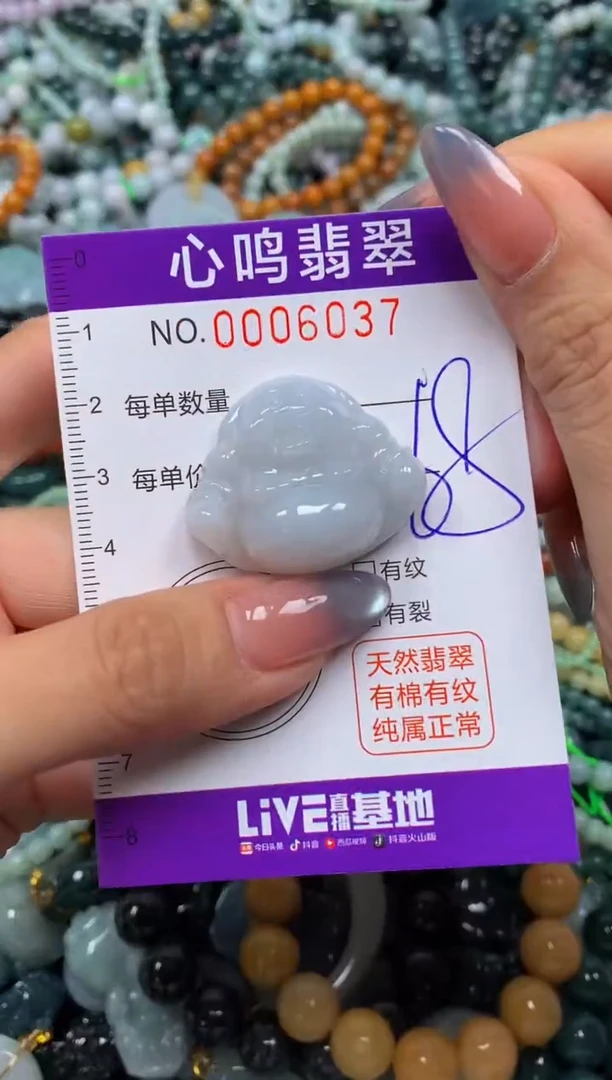 心鸣翡翠
0
NO.0006037
1
2 每单数量
3 每单价
18
4
有纹
有裂
天然翡翠
有棉有纹
纯属正常
7
LiVE直播基地
8
今日头条 抖音 西瓜视频 抖音火山版